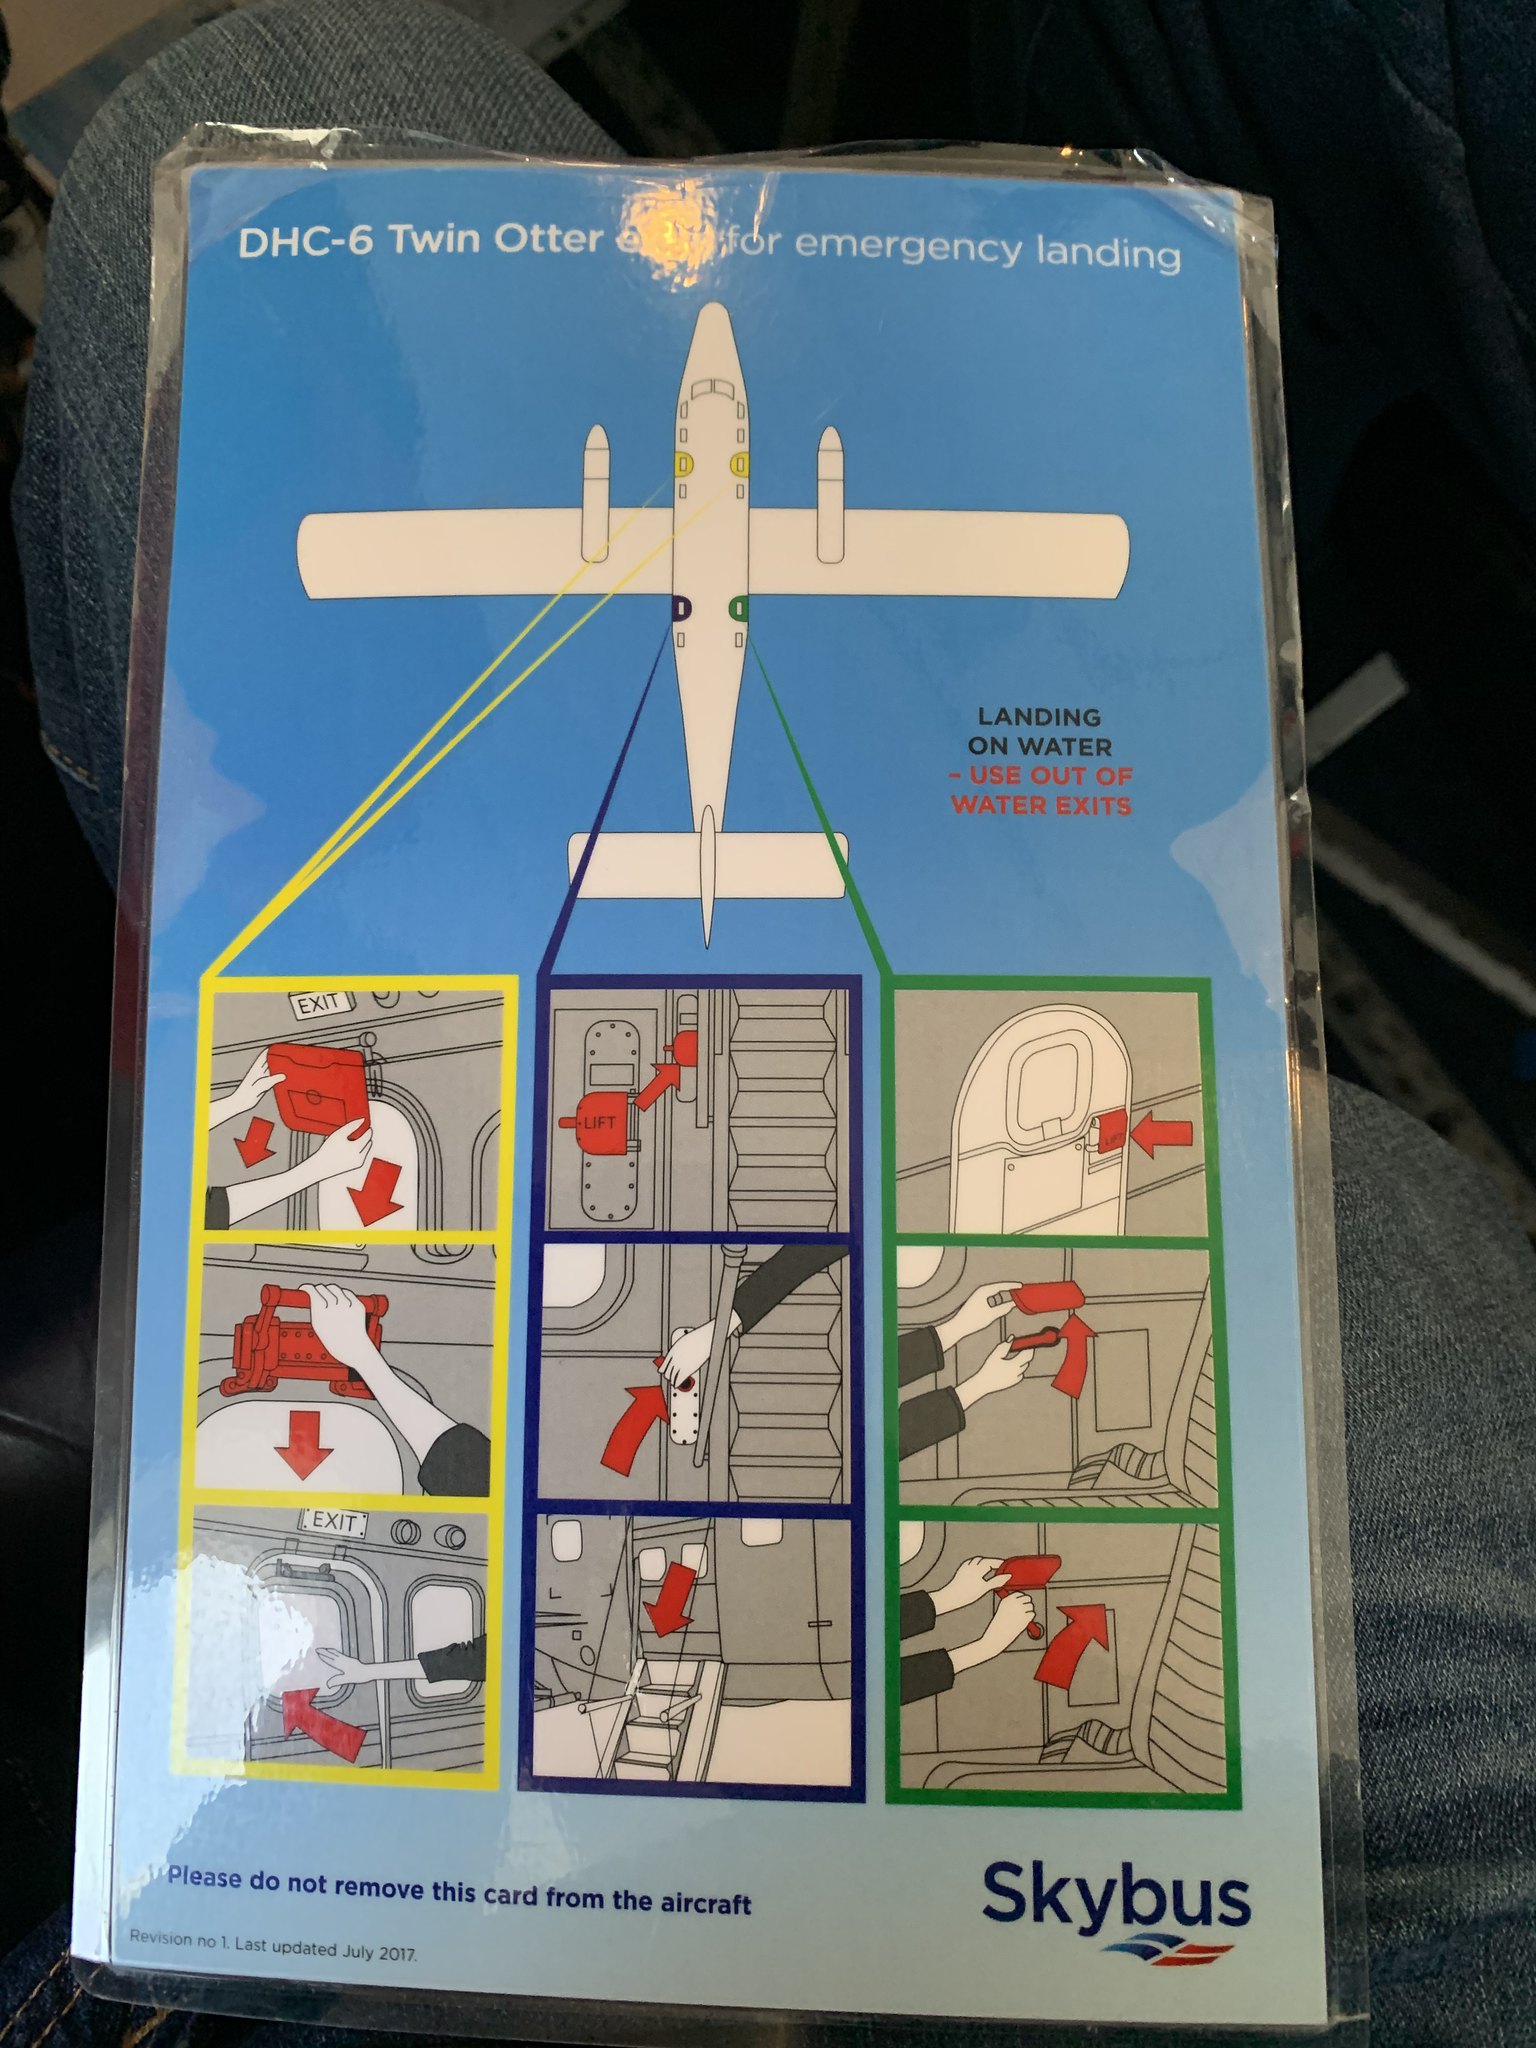 DHC-6 Twin Otter for emergency landing
LANDING
ON WATER
– USE OUT OF
WATER EXITS
EXIT
LIFT
LIFT
EXIT
Please do not remove this card from the aircraft
Skybus
Revision no 1. Last updated July 2017.